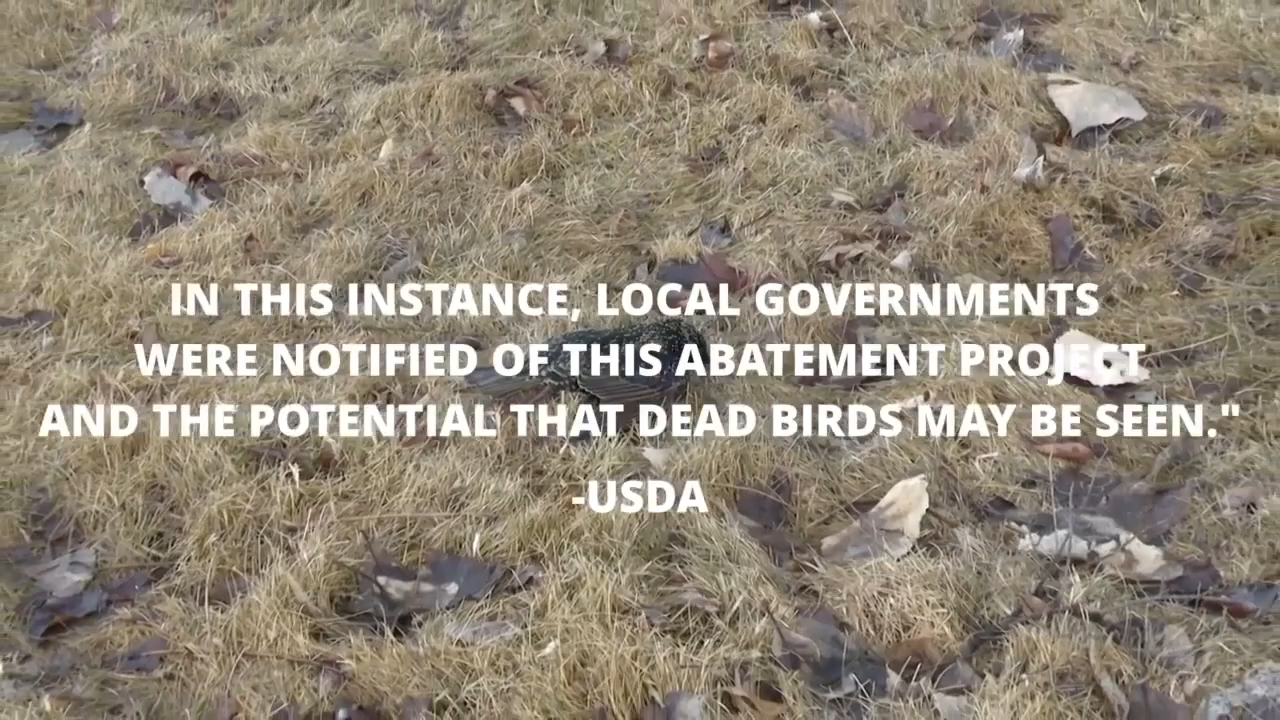 IN THIS INSTANCE, LOCAL GOVERNMENTS
WERE NOTIFIED OF THIS ABATEMENT PROJECT
AND THE POTENTIAL THAT DEAD BIRDS MAY BE SEEN."
-USDA